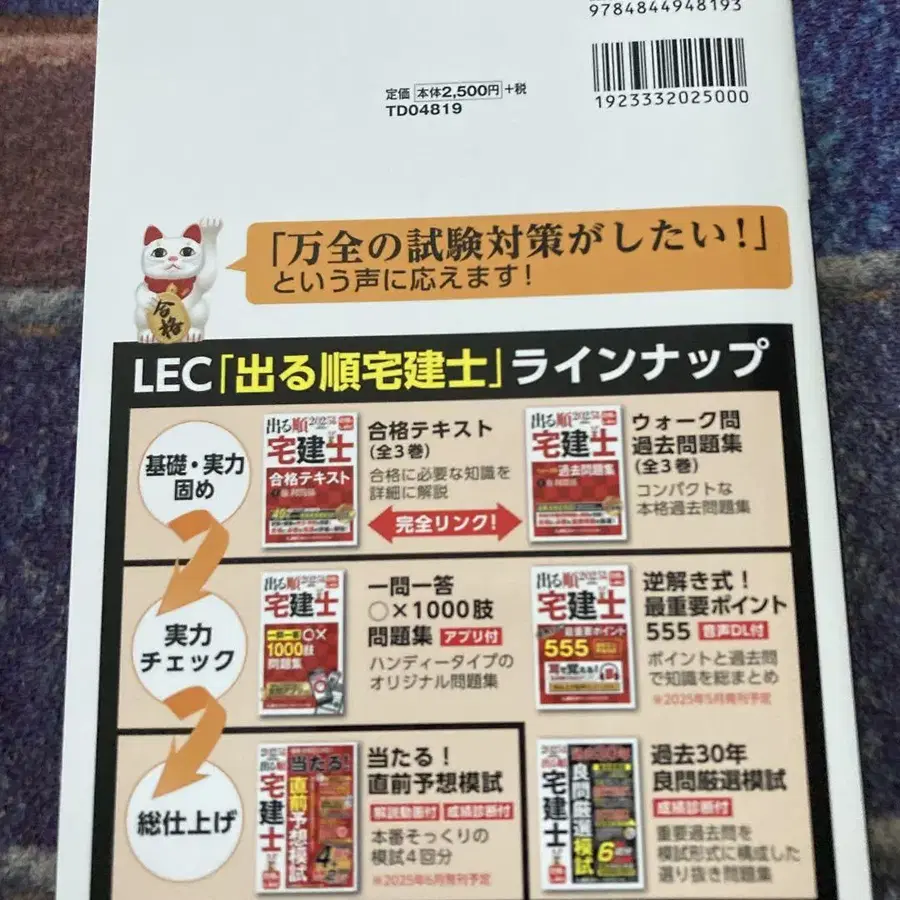 9784844948193
定価 本体2,500円 +税
TD04819
1923332025000
「万全の試験対策がしたい!」
という声に応えます!
合格
LEC「出る順宅建士」ラインナップ
基礎・実力
固め
出る順
2025
宅建士
合格テキスト
合格テキスト
(全3巻)
合格に必要な知識を
詳細に解説
完全リンク!
出る順
2025
宅建士
過去問題集
ウォーク問
過去問題集
(全3巻)
コンパクトな
本格過去問題集
実力
チェック
出る順
2025
宅建士
一問一答○×
1000肢
問題集
一問一答
○×1000肢
問題集 アプリ付
ハンディータイプの
オリジナル問題集
出る順
2025
宅建士
最重要ポイント
555
逆解き式!
最重要ポイント
555 音声DL付
ポイントと過去問
で知識を総まとめ
※2025年5月発刊予定
総仕上げ
宅建士
当たる!
直前予想模試
当たる!
直前予想模試
解説動画付 成績診断付
本番そっくりの
模試4回分
※2025年6月発刊予定
宅建士
良問厳選模試
過去30年
良問厳選模試
成績診断付
重要過去問を
模試形式に構成した
選り抜き問題集